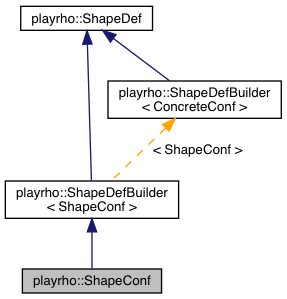 playrho::ShapeDef
playrho::ShapeDefBuilder
< ConcreteConf >
< ShapeConf >
playrho::ShapeDefBuilder
< ShapeConf >
playrho::ShapeConf